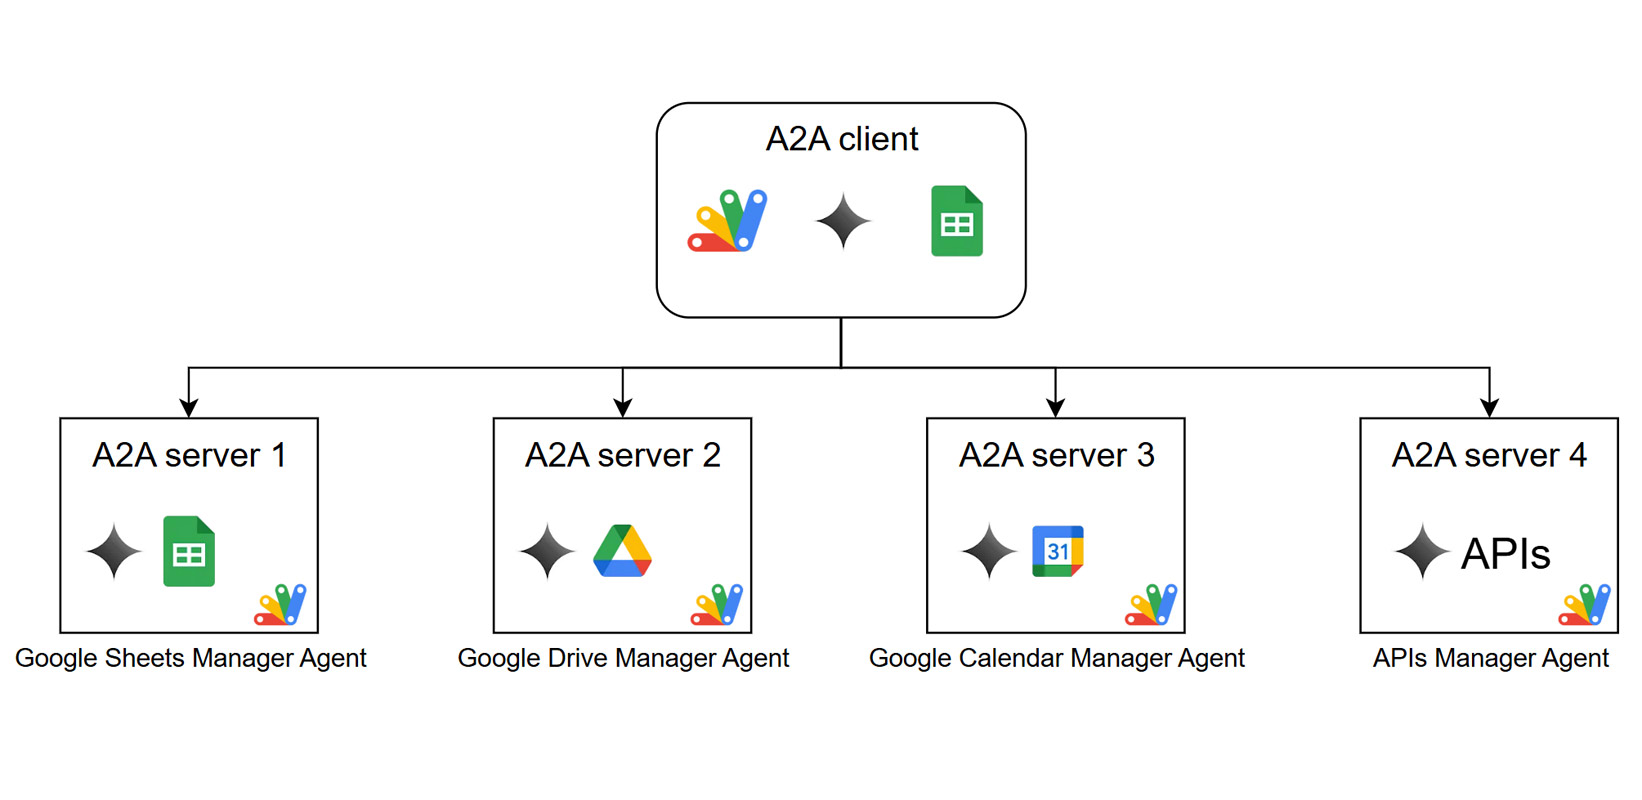 A2A client
A2A server 1
A2A server 2
A2A server 3
A2A server 4
31
APIs
Google Sheets Manager Agent
Google Drive Manager Agent
Google Calendar Manager Agent
APIs Manager Agent